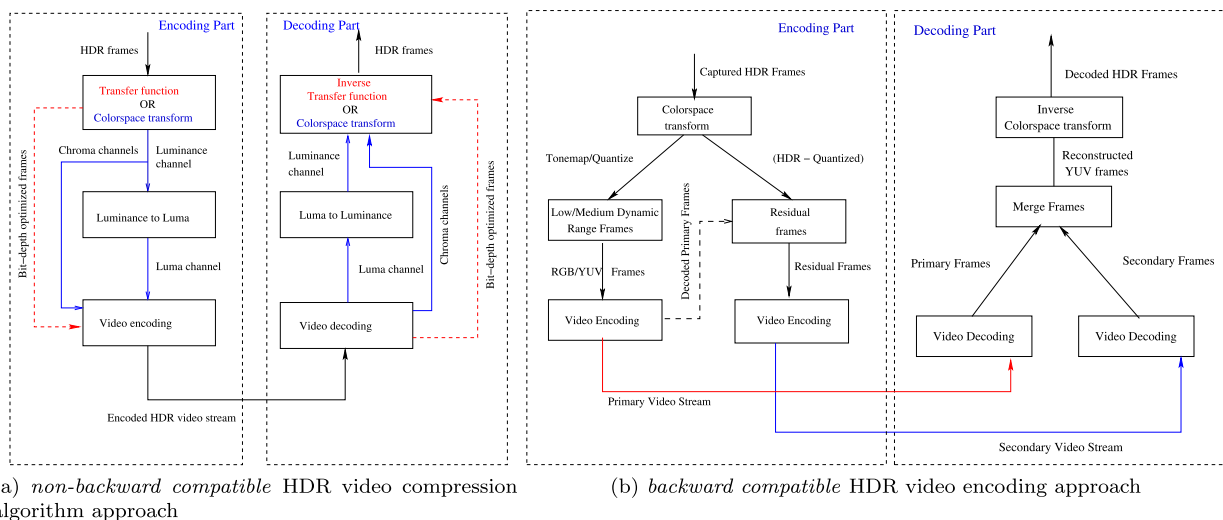 Encoding Part
HDR frames
Transfer function
OR
Colorspace transform
Chroma channels
Luminance
channel
Bit-depth optimized frames
Luminance to Luma
Luma channel
Video encoding
Encoded HDR video stream
Decoding Part
HDR frames
Inverse
Transfer function
OR
Colorspace transform
Luminance
channel
Chroma channels
Bit-depth optimized frames
Luma to Luminance
Luma channel
Video decoding
a) non-backward compatible HDR video compression
algorithm approach
Encoding Part
Captured HDR Frames
Colorspace
transform
Tonemap/Quantize
(HDR − Quantized)
Low/Medium Dynamic
Range Frames
Decoded Primary Frames
Residual
frames
RGB/YUV Frames
Residual Frames
Video Encoding
Video Encoding
Primary Video Stream
Secondary Video Stream
Decoding Part
Decoded HDR Frames
Inverse
Colorspace transform
Reconstructed
YUV frames
Merge Frames
Primary Frames
Secondary Frames
Video Decoding
Video Decoding
(b) backward compatible HDR video encoding approach